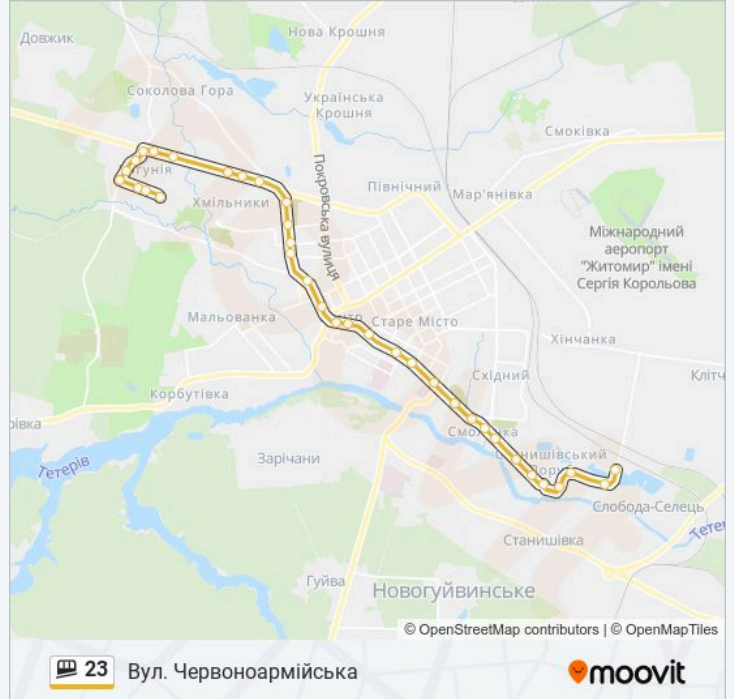 Довжик
Нова Крошня
Соколова Гора
Українська
Крошня
Смоківка
Покровська вулиця
Північний
Мар'янівка
Хмільники
Міжнародний
аеропорт
"Житомир" імені
Сергія Корольова
Мальованка
Старе Місто
Хінчанка
Східний
Корбутівка
Зарічани
Тетерів
Слобода-Селець
Станишівка
Гуйва
Новогуйвинське
© OpenStreetMap contributors | © OpenMapTiles
23 Вул. Червоноармійська
moovit